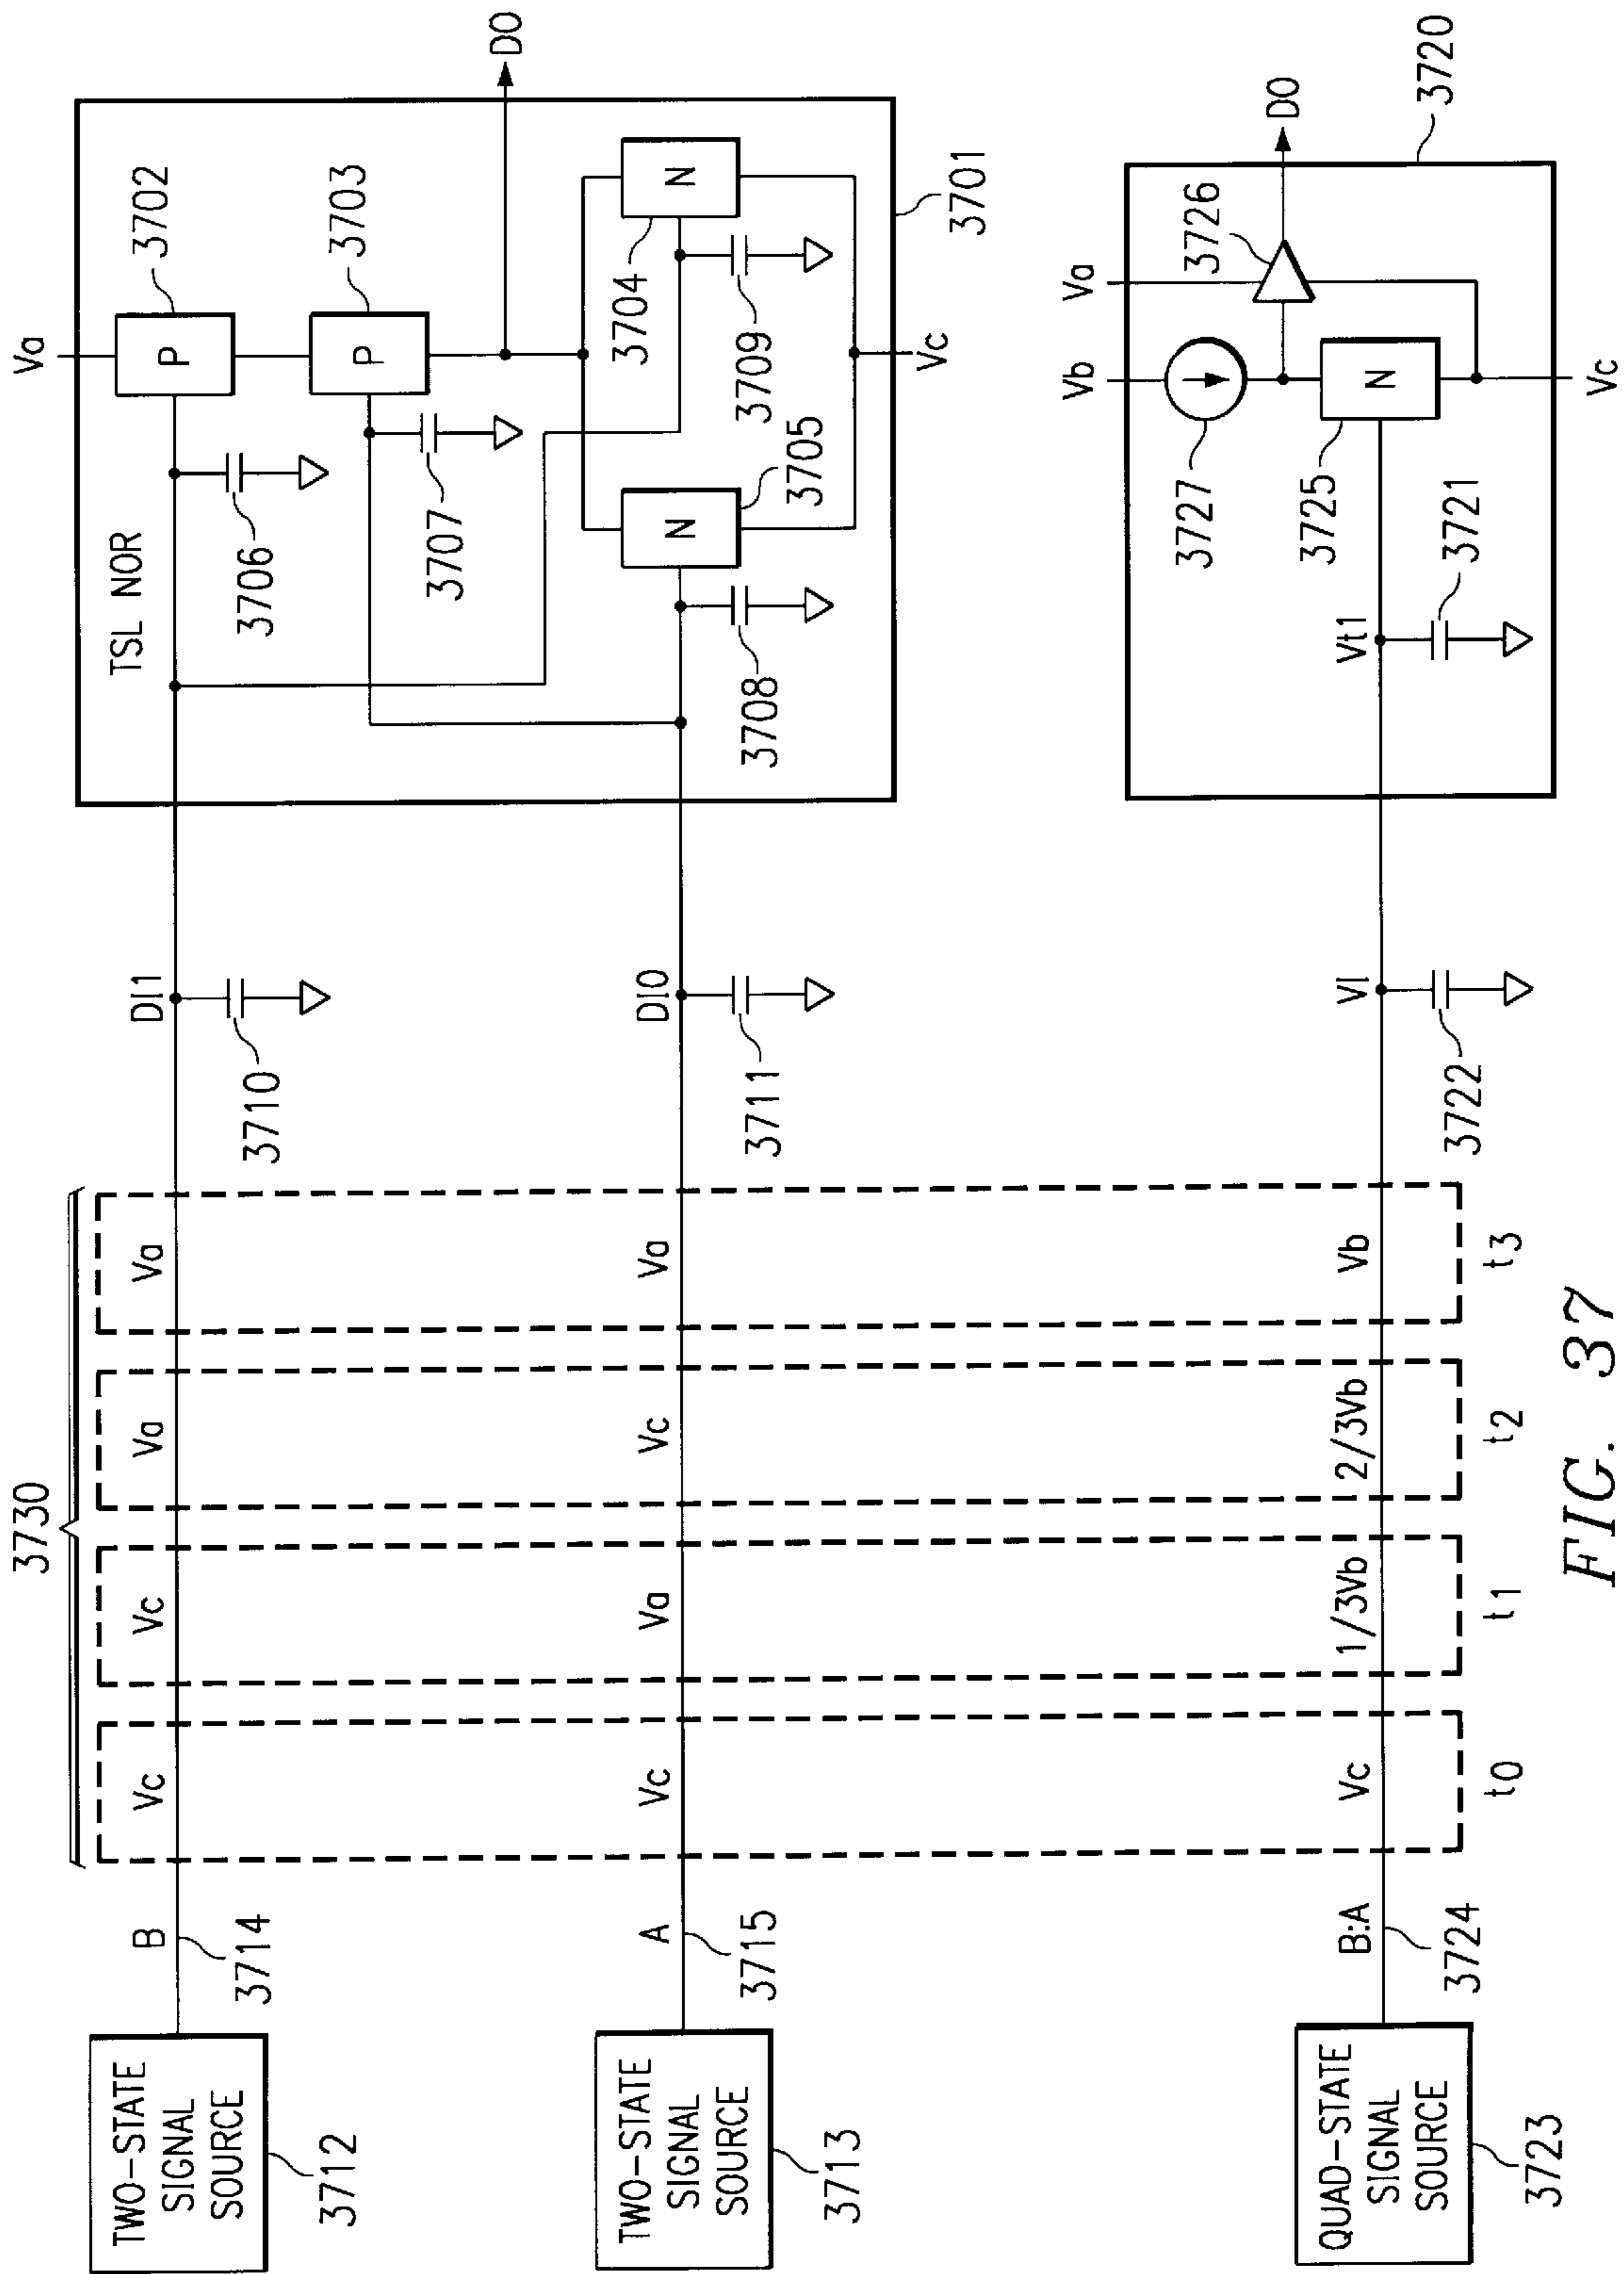 3730
TWO-STATE
SIGNAL
SOURCE
3712
B
3714
Vc
Vc
Va
Va
DI1
3710
TWO-STATE
SIGNAL
SOURCE
3713
A
3715
Vc
Va
Vc
Va
DI0
3711
TSL NOR
Va
P
3702
3706
P
3703
3707
DO
N
3704
3709
N
3705
3708
Vc
3701
QUAD-STATE
SIGNAL
SOURCE
3723
B:A
3724
Vc
1/3Vb
2/3Vb
Vb
t0
t1
t2
t3
VI
3722
Vt1
3721
Vb
Va
3727
3726
DO
N
3725
Vc
3720
FIG. 37